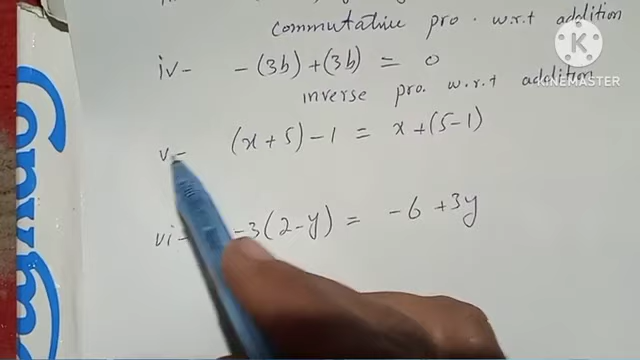 commutative pro. w.r.t addition
iv- -(3b)+(3b) = 0
inverse pro. w.r.t addition
v- (x+5)-1 = x+(5-1)
vi- -3(2-y) = -6+3y
K
KINEMASTER